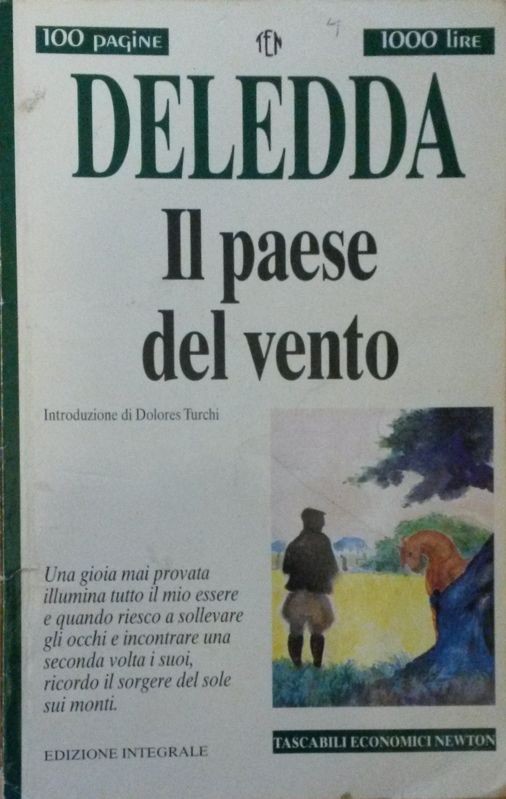 100 PAGINE
TEN
1000 LIRE
DELEDDA
Il paese
del vento
Introduzione di Dolores Turchi
Una gioia mai provata
illumina tutto il mio essere
e quando riesco a sollevare
gli occhi e incontrare una
seconda volta i suoi,
ricordo il sorgere del sole
sui monti.
EDIZIONE INTEGRALE
TASCABILI ECONOMICI NEWTON